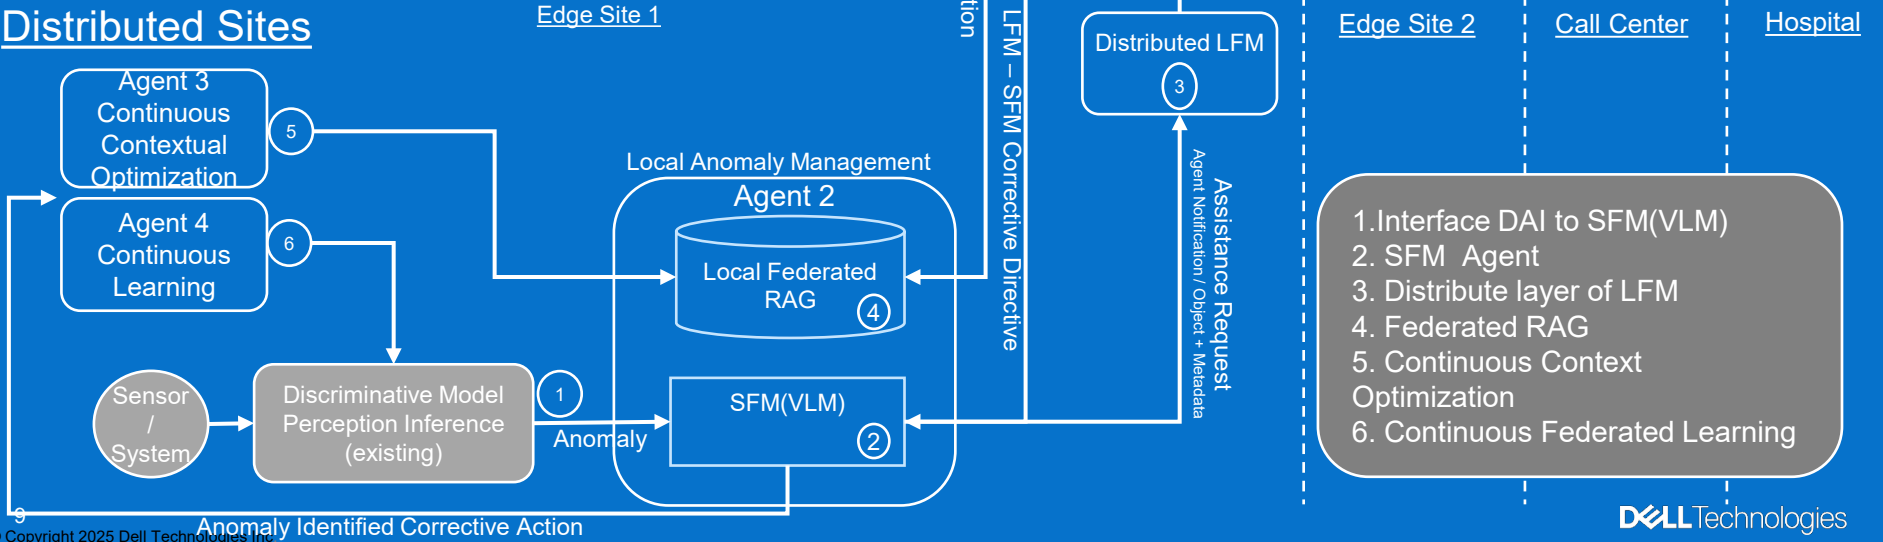 Distributed Sites
Edge Site 1
Edge Site 2
Call Center
Hospital
Agent 3
Continuous
Contextual
Optimization
5
Agent 4
Continuous
Learning
6
Sensor
/
System
Discriminative Model
Perception Inference
(existing)
1
Anomaly
Local Anomaly Management
Agent 2
Local Federated
RAG
4
SFM(VLM)
2
LFM – SFM Corrective Directive
Distributed LFM
3
Assistance Request
Agent Notification / Object + Metadata
1.Interface DAI to SFM(VLM)
2. SFM Agent
3. Distribute layer of LFM
4. Federated RAG
5. Continuous Context
Optimization
6. Continuous Federated Learning
Anomaly Identified Corrective Action
9
Copyright 2025 Dell Technologies Inc
DELLTechnologies